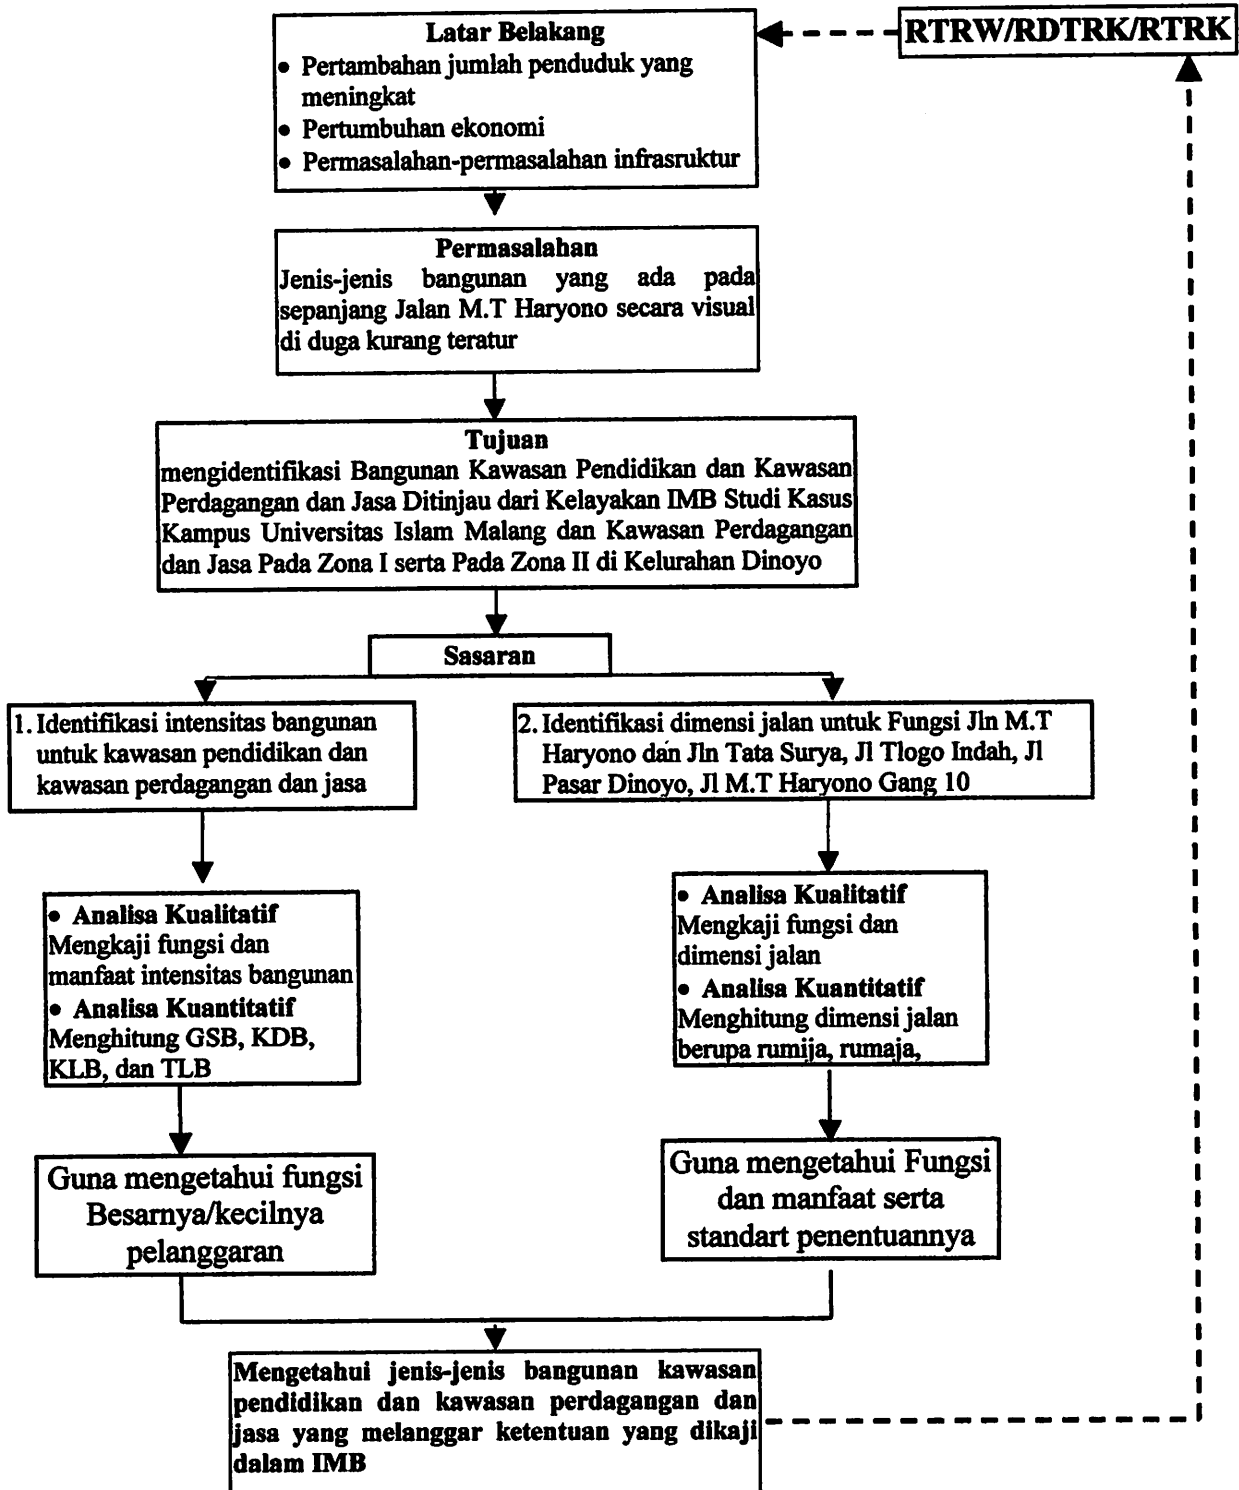 Latar Belakang
• Pertambahan jumlah penduduk yang
meningkat
• Pertumbuhan ekonomi
• Permasalahan-permasalahan infrasruktur
RTRW/RDTRK/RTRK
Permasalahan
Jenis-jenis bangunan yang ada pada
sepanjang Jalan M.T Haryono secara visual
di duga kurang teratur
Tujuan
mengidentifikasi Bangunan Kawasan Pendidikan dan Kawasan
Perdagangan dan Jasa Ditinjau dari Kelayakan IMB Studi Kasus
Kampus Universitas Islam Malang dan Kawasan Perdagangan
dan Jasa Pada Zona I serta Pada Zona II di Kelurahan Dinoyo
Sasaran
1. Identifikasi intensitas bangunan
untuk kawasan pendidikan dan
kawasan perdagangan dan jasa
2. Identifikasi dimensi jalan untuk Fungsi Jln M.T
Haryono dan Jln Tata Surya, Jl Tlogo Indah, Jl
Pasar Dinoyo, Jl M.T Haryono Gang 10
• Analisa Kualitatif
Mengkaji fungsi dan
manfaat intensitas bangunan
• Analisa Kuantitatif
Menghitung GSB, KDB,
KLB, dan TLB
• Analisa Kualitatif
Mengkaji fungsi dan
dimensi jalan
• Analisa Kuantitatif
Menghitung dimensi jalan
berupa rumija, rumaja,
Guna mengetahui fungsi
Besarnya/kecilnya
pelanggaran
Guna mengetahui Fungsi
dan manfaat serta
standart penentuannya
Mengetahui jenis-jenis bangunan kawasan
pendidikan dan kawasan perdagangan dan
jasa yang melanggar ketentuan yang dikaji
dalam IMB